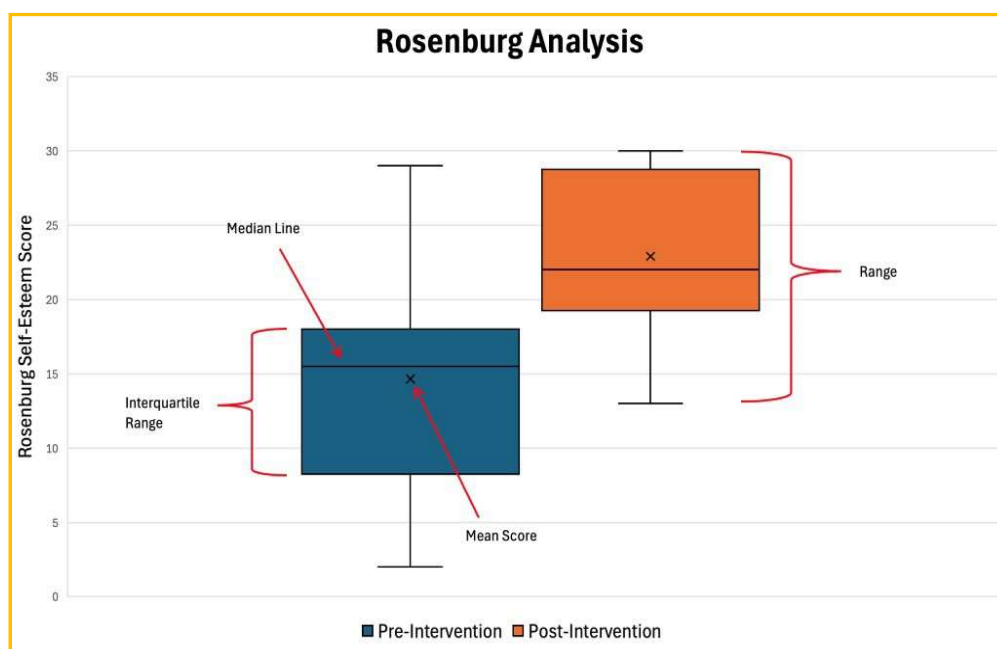 Rosenburg Analysis
Rosenburg Self-Esteem Score
35
30
25
20
15
10
5
0
Median Line
Interquartile
Range
Mean Score
Range
Pre-Intervention
Post-Intervention